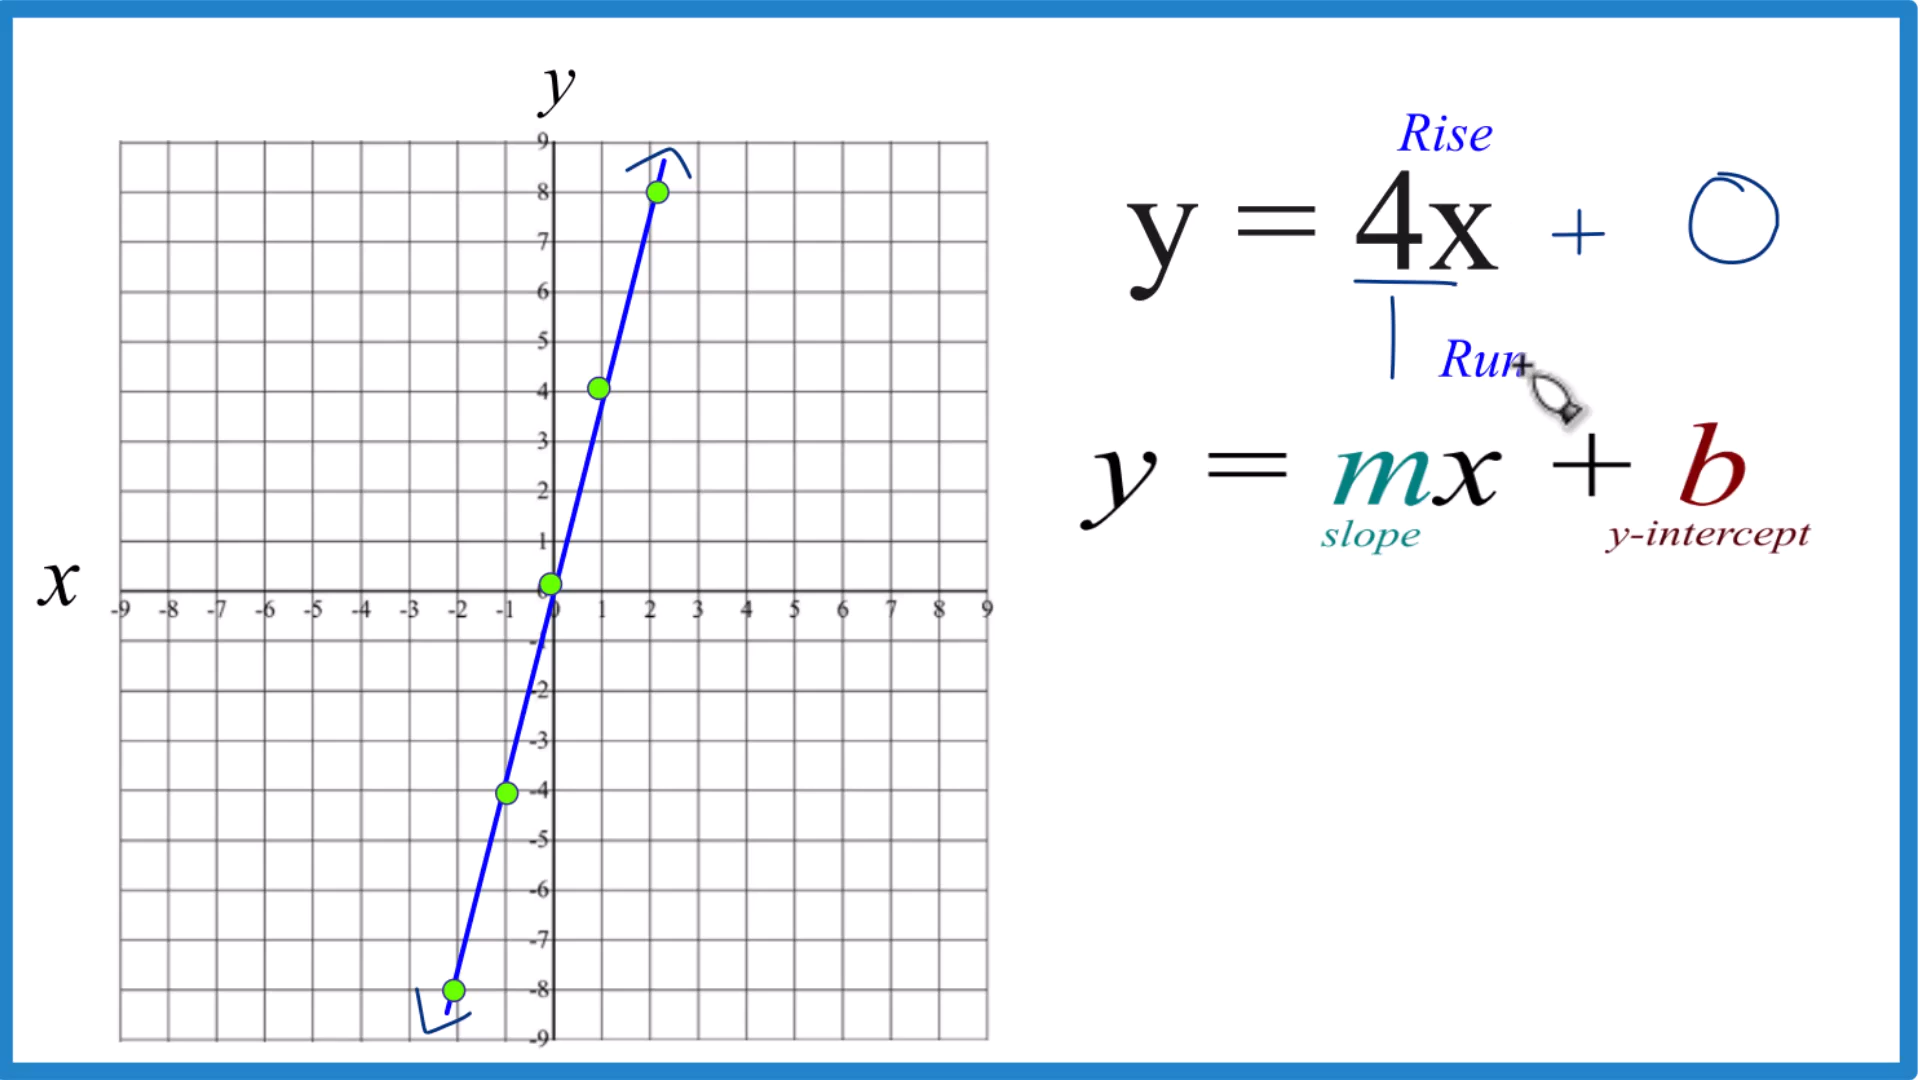 y
9
8
7
6
5
4
3
2
1
0
x
-9 -8 -7 -6 -5 -4 -3 -2 -1 0 1 2 3 4 5 6 7 8 9
-1
-2
-3
-4
-5
-6
-7
-8
-9
Rise
y = 4x + 0
1
Run
y = mx + b
slope y-intercept